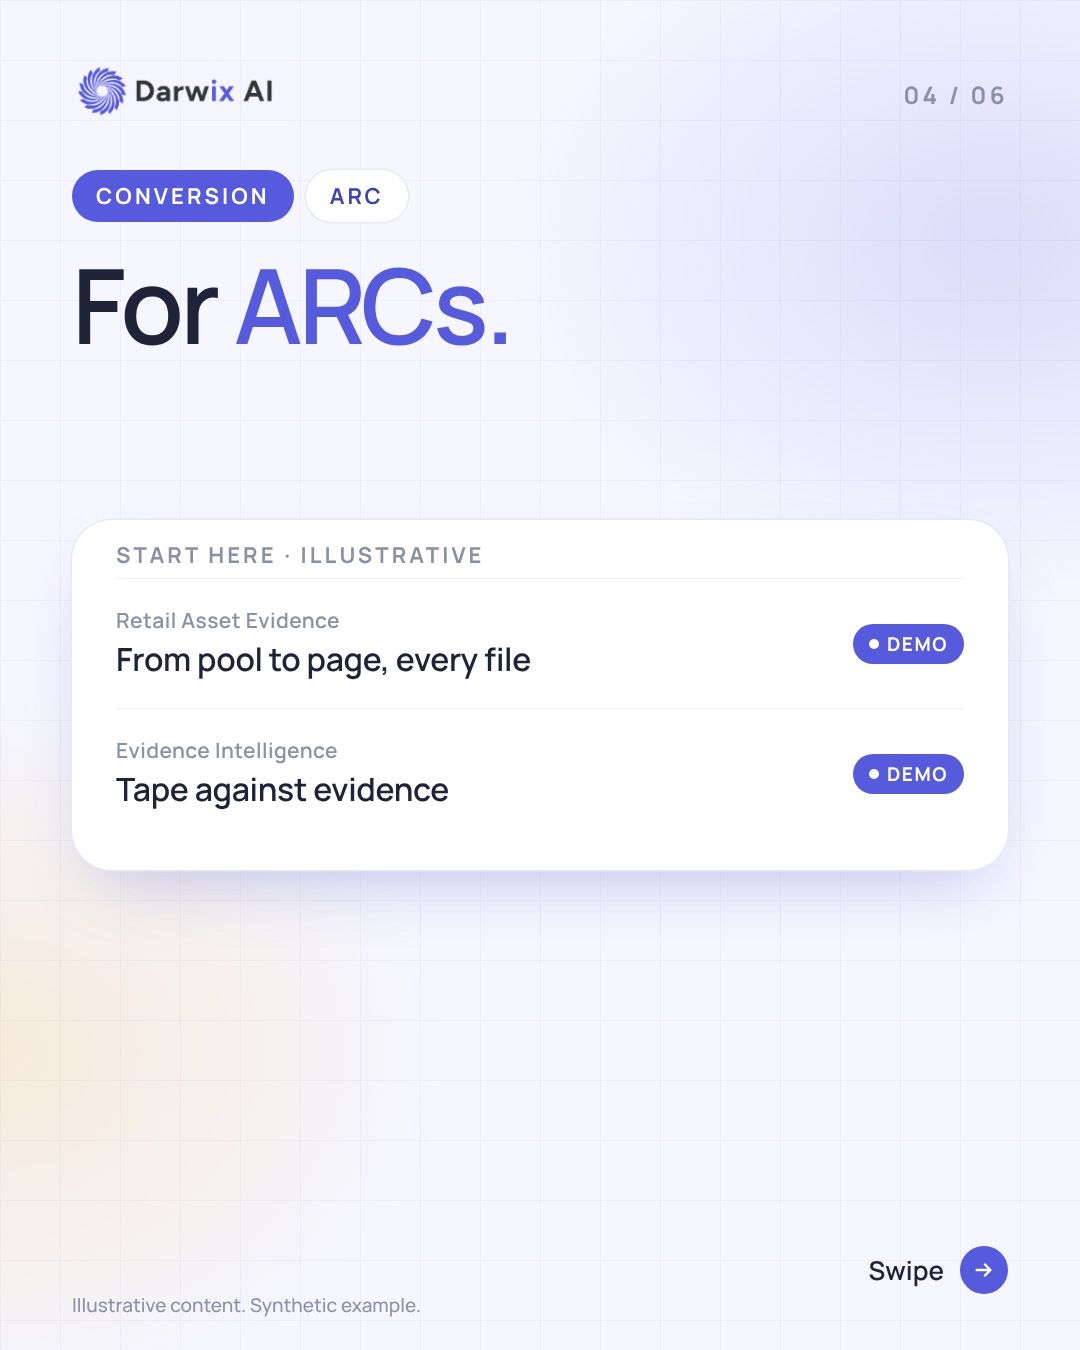 Darwix AI
04 / 06
CONVERSION
ARC
For ARCs.
START HERE · ILLUSTRATIVE
Retail Asset Evidence
From pool to page, every file
DEMO
Evidence Intelligence
Tape against evidence
DEMO
Swipe
Illustrative content. Synthetic example.